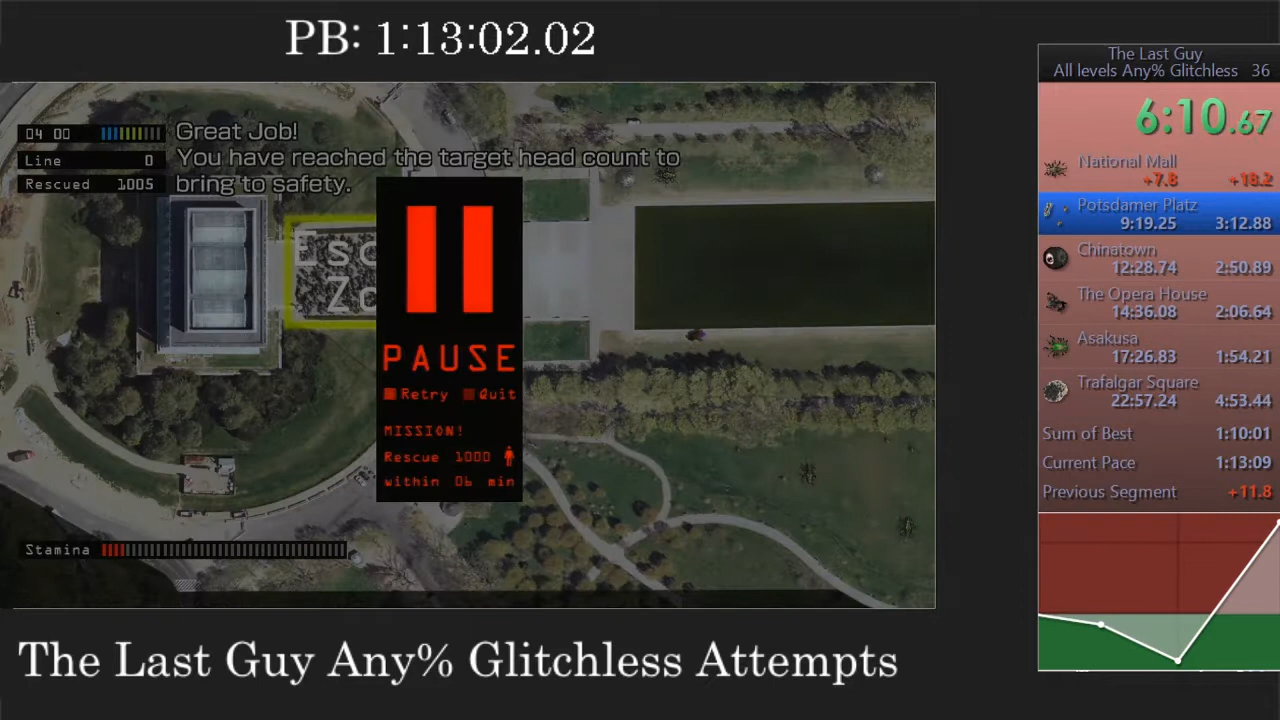 PB: 1:13:02.02
The Last Guy
All levels Any% Glitchless 36
6:10.67
04 00
Line 0
Rescued 1005
Great Job!
You have reached the target head count to
bring to safety.
Esc
Zo
PAUSE
Retry Quit
MISSION!
Rescue 1000
within 06 min
Stamina
National Mall
+7.8 +18.2
Potsdamer Platz
9:19.25 3:12.88
Chinatown
12:28.74 2:50.89
The Opera House
14:36.08 2:06.64
Asakusa
17:26.83 1:54.21
Trafalgar Square
22:57.24 4:53.44
Sum of Best 1:10:01
Current Pace 1:13:09
Previous Segment +11.8
The Last Guy Any% Glitchless Attempts